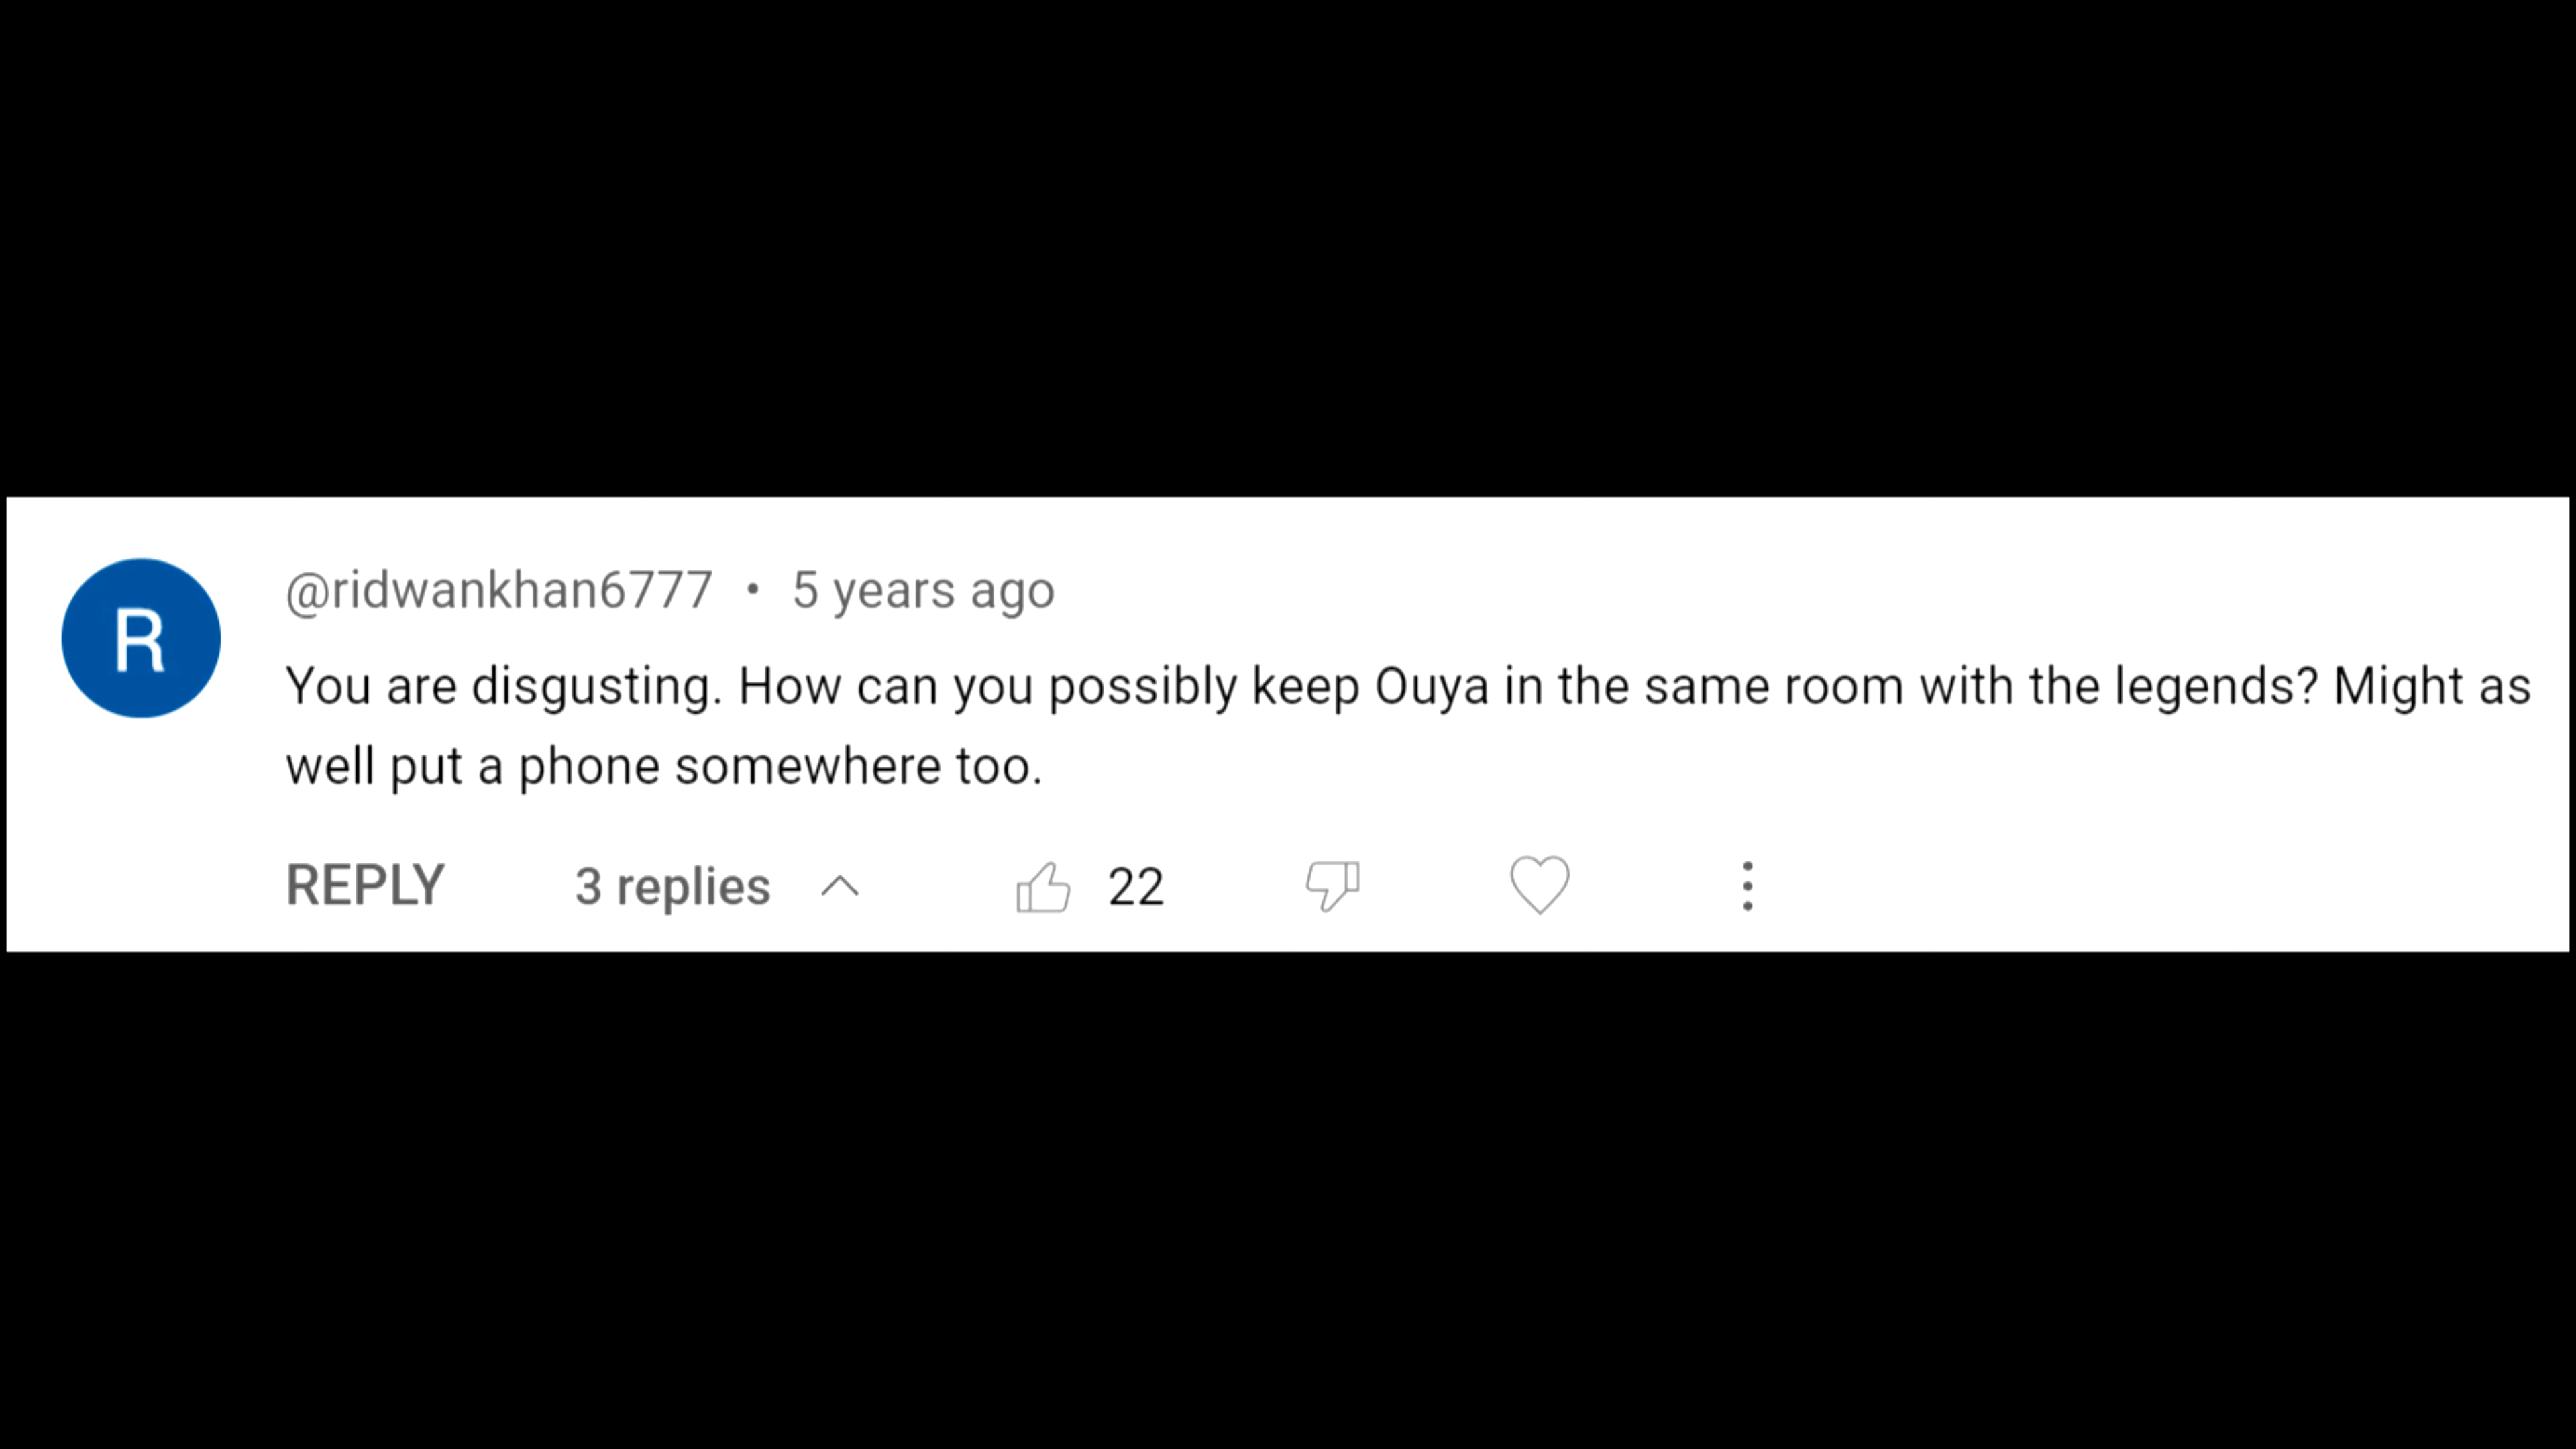 R
@ridwankhan6777 • 5 years ago
You are disgusting. How can you possibly keep Ouya in the same room with the legends? Might as
well put a phone somewhere too.
REPLY 3 replies 22